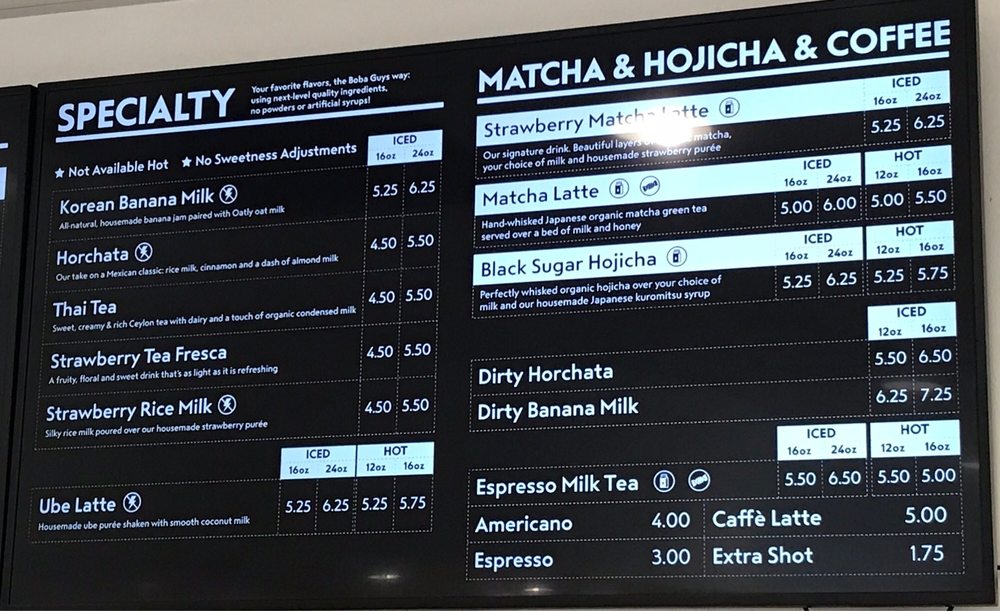 SPECIALTY
Your favorite flavors, the Boba Guys way:
using next-level quality ingredients,
no powders or artificial syrups!
★ Not Available Hot ★ No Sweetness Adjustments
ICED
16oz 24oz
Korean Banana Milk 5.25 6.25
All-natural, housemade banana jam paired with Oatly oat milk
Horchata 4.50 5.50
Our take on a Mexican classic: rice milk, cinnamon and a dash of almond milk
Thai Tea 4.50 5.50
Sweet, creamy & rich Ceylon tea with dairy and a touch of organic condensed milk
Strawberry Tea Fresca 4.50 5.50
A fruity, floral and sweet drink that's as light as it is refreshing
Strawberry Rice Milk 4.50 5.50
Silky rice milk poured over our housemade strawberry purée
ICED HOT
16oz 24oz 12oz 16oz
Ube Latte 5.25 6.25 5.25 5.75
Housemade ube purée shaken with smooth coconut milk
MATCHA & HOJICHA & COFFEE
ICED
16oz 24oz
Strawberry Matcha Latte 5.25 6.25
Our signature drink. Beautiful layers matcha,
your choice of milk and housemade strawberry purée
ICED HOT
16oz 24oz 12oz 16oz
Matcha Latte 5.00 6.00 5.00 5.50
Hand-whisked Japanese organic matcha green tea
served over a bed of milk and honey
ICED HOT
16oz 24oz 12oz 16oz
Black Sugar Hojicha 5.25 6.25 5.25 5.75
Perfectly whisked organic hojicha over your choice of
milk and our housemade Japanese kuromitsu syrup
ICED
12oz 16oz
Dirty Horchata 5.50 6.50
Dirty Banana Milk 6.25 7.25
ICED HOT
16oz 24oz 12oz 16oz
Espresso Milk Tea 5.50 6.50 5.50 5.00
Americano 4.00 Caffè Latte 5.00
Espresso 3.00 Extra Shot 1.75